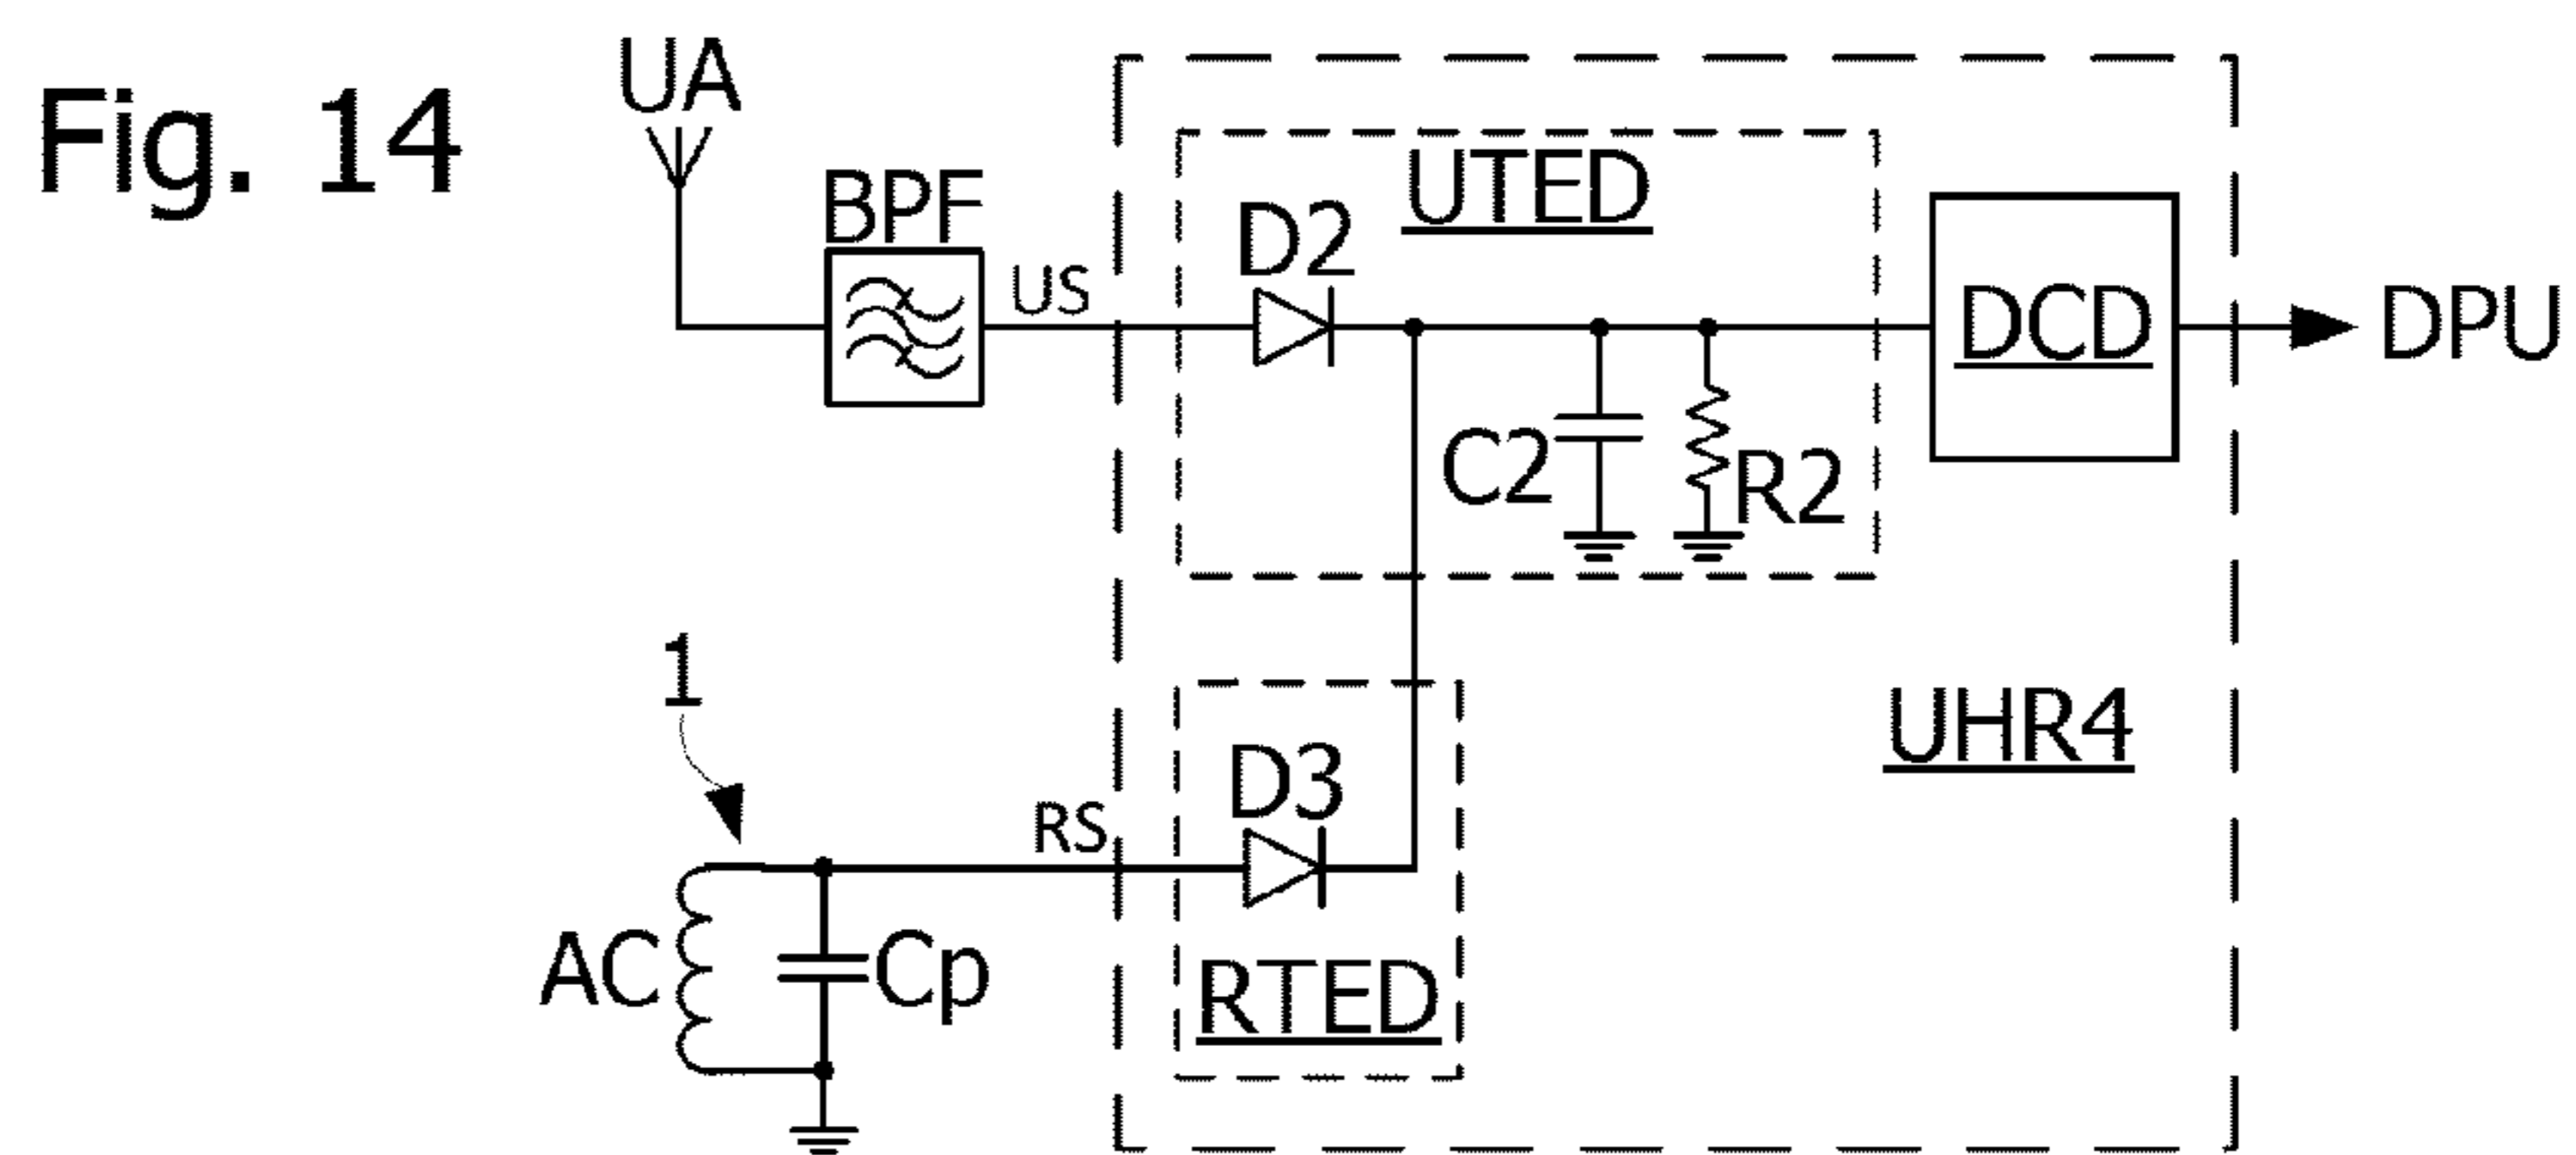 Fig. 14
UA
BPF
US
D2
UTED
C2
R2
DCD
DPU
1
RS
D3
RTED
UHR4
AC
Cp